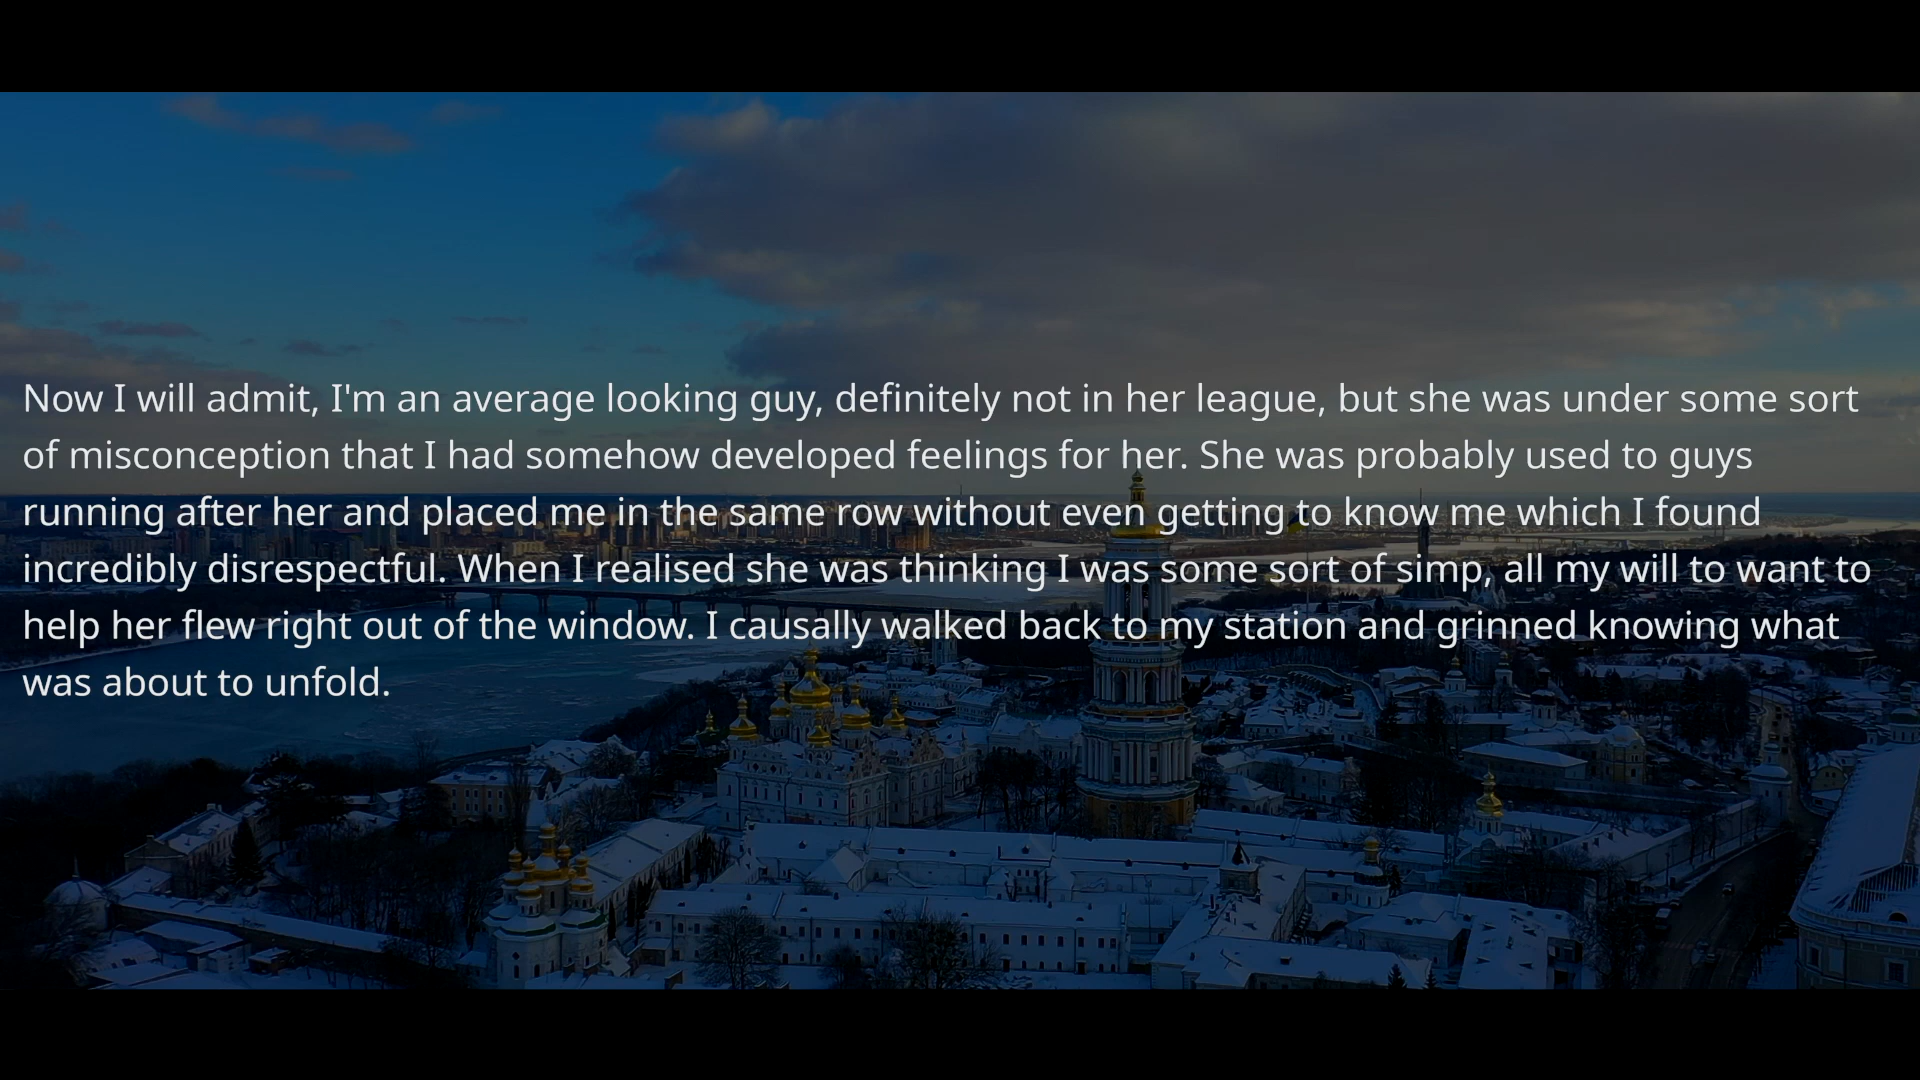 Now I will admit, I'm an average looking guy, definitely not in her league, but she was under some sort
of misconception that I had somehow developed feelings for her. She was probably used to guys
running after her and placed me in the same row without even getting to know me which I found
incredibly disrespectful. When I realised she was thinking I was some sort of simp, all my will to want to
help her flew right out of the window. I causally walked back to my station and grinned knowing what
was about to unfold.